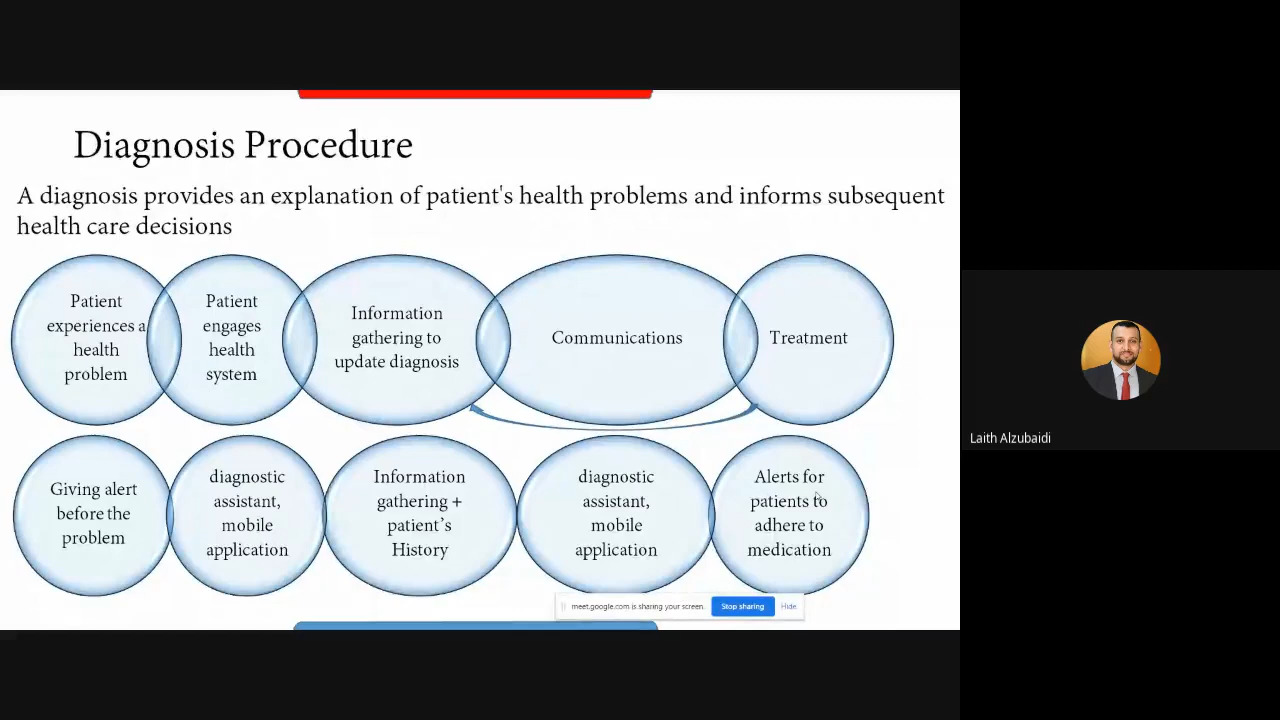 Diagnosis Procedure
A diagnosis provides an explanation of patient's health problems and informs subsequent
health care decisions
Patient
experiences a
health
problem
Patient
engages
health
system
Information
gathering to
update diagnosis
Communications
Treatment
Giving alert
before the
problem
diagnostic
assistant,
mobile
application
Information
gathering +
patient’s
History
diagnostic
assistant,
mobile
application
Alerts for
patients to
adhere to
medication
meet.google.com is sharing your screen.
Stop sharing
Hide
Laith Alzubaidi